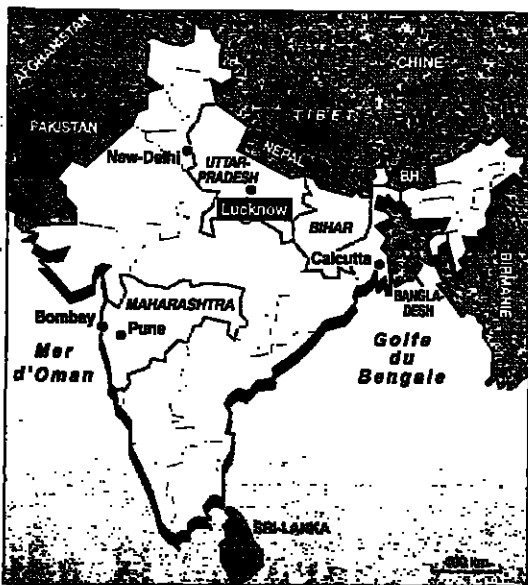 AFGHANISTAN
CHINE
TIBET
PAKISTAN
NEPAL
BH.
New-Delhi
UTTAR-
PRADESH
Lucknow
BIHAR
Calcutta
BIRMANIE
BANGLA-
DESH
MAHARASHTRA
Bombay
Pune
Mer
d'Oman
Golfe
du
Bengale
SRI-LANKA